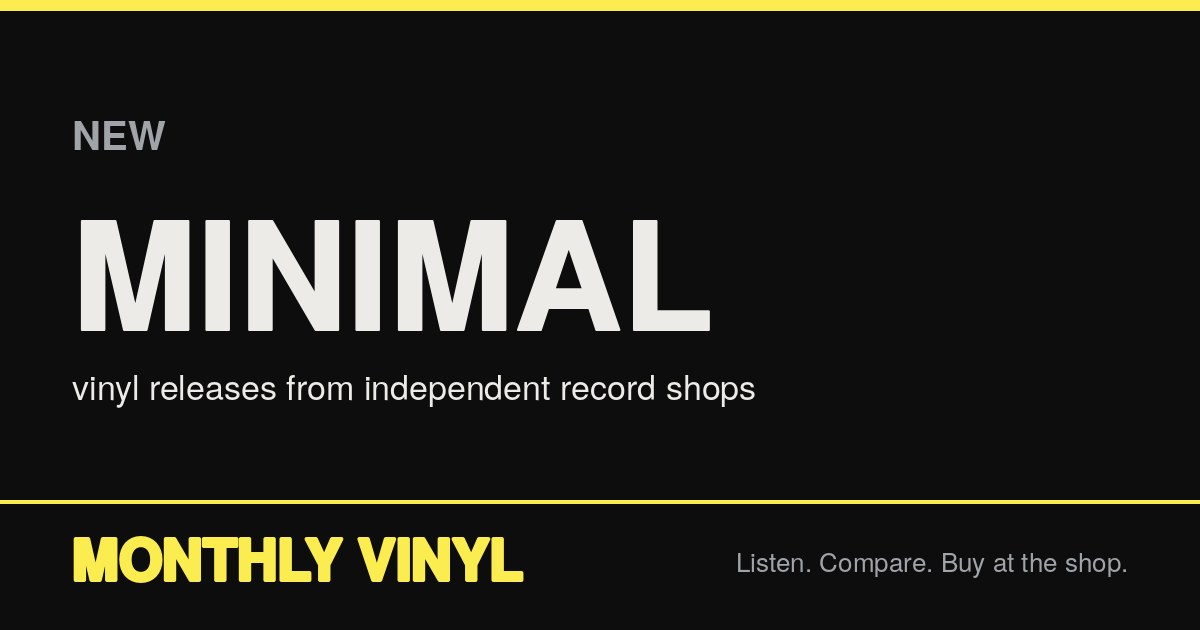 NEW
MINIMAL
vinyl releases from independent record shops
MONTHLY VINYL
Listen. Compare. Buy at the shop.